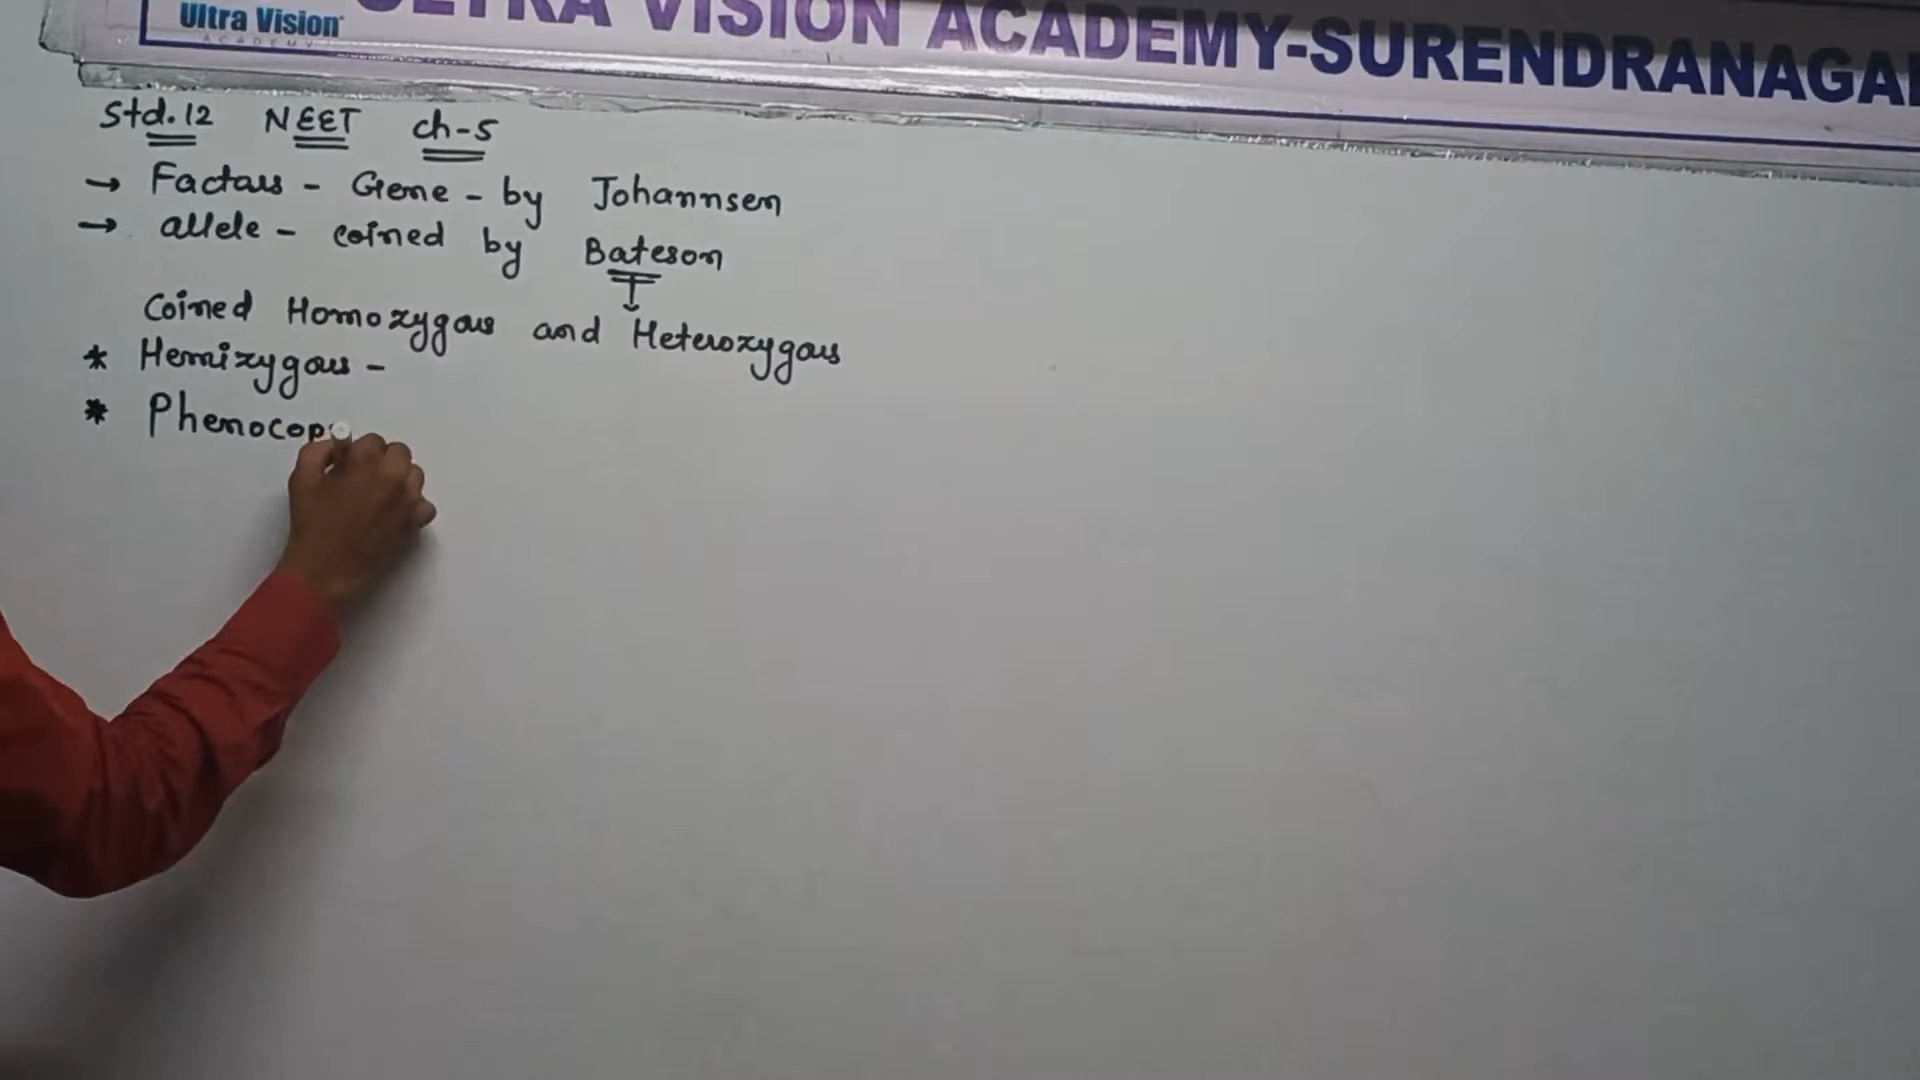 Ultra Vision
ACADEMY
ULTRA VISION ACADEMY-SURENDRANAGAR
Std.12 NEET ch-5
→ Factors - Gene - by Johannsen
→ allele - coined by Bateson
Coined Homozygous and Heterozygous
* Hemizygous -
* Phenocop